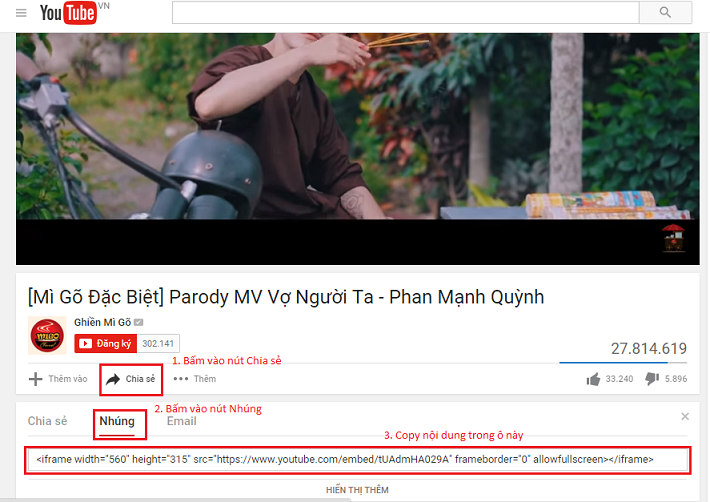 YouTube VN
[Mì Gõ Đặc Biệt] Parody MV Vợ Người Ta - Phan Mạnh Quỳnh
Ghiền Mì Gõ
Đăng ký 302.141
1. Bấm vào nút Chia sẻ
27.814.619
Thêm vào Chia sẻ Thêm
33.240 5.896
2. Bấm vào nút Nhúng
Chia sẻ Nhúng Email
3. Copy nội dung trong ô này
<iframe width="560" height="315" src="https://www.youtube.com/embed/tUAdmHA029A" frameborder="0" allowfullscreen></iframe>
HIỂN THỊ THÊM